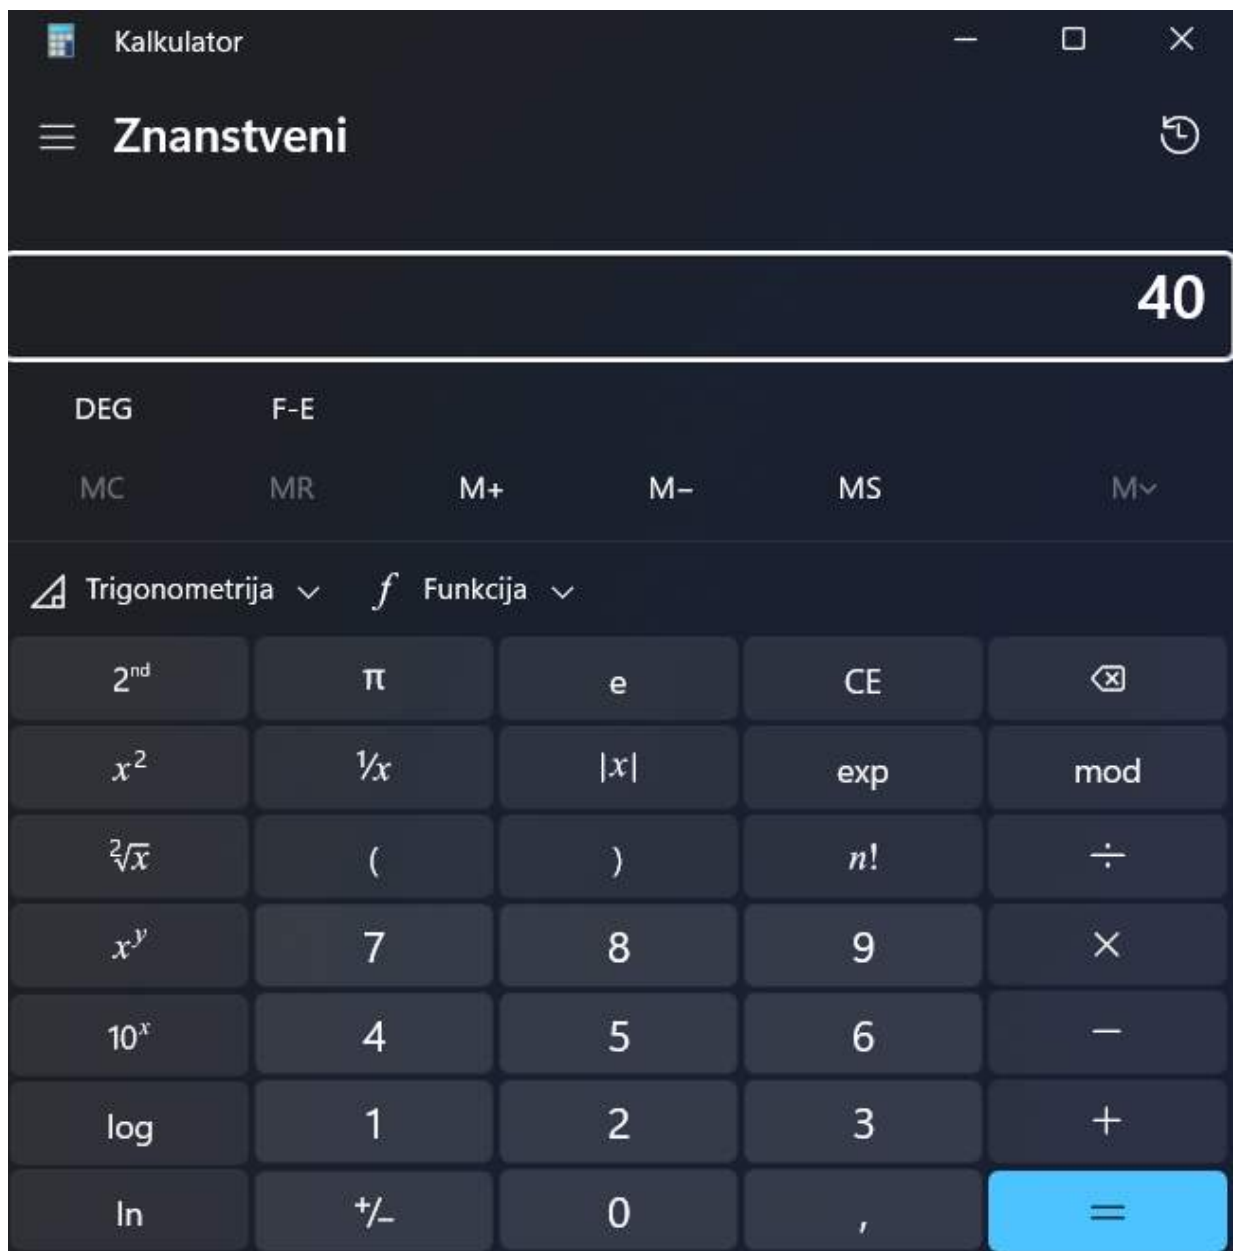 Kalkulator
Znanstveni
40
DEG F-E
MC MR M+ M− MS M
Trigonometrija f Funkcija
2ⁿᵈ π e CE
x² ¹/x |x| exp mod
²√x ( ) n! ÷
xʸ 7 8 9 ×
10ˣ 4 5 6 −
log 1 2 3 +
ln +/− 0 , =